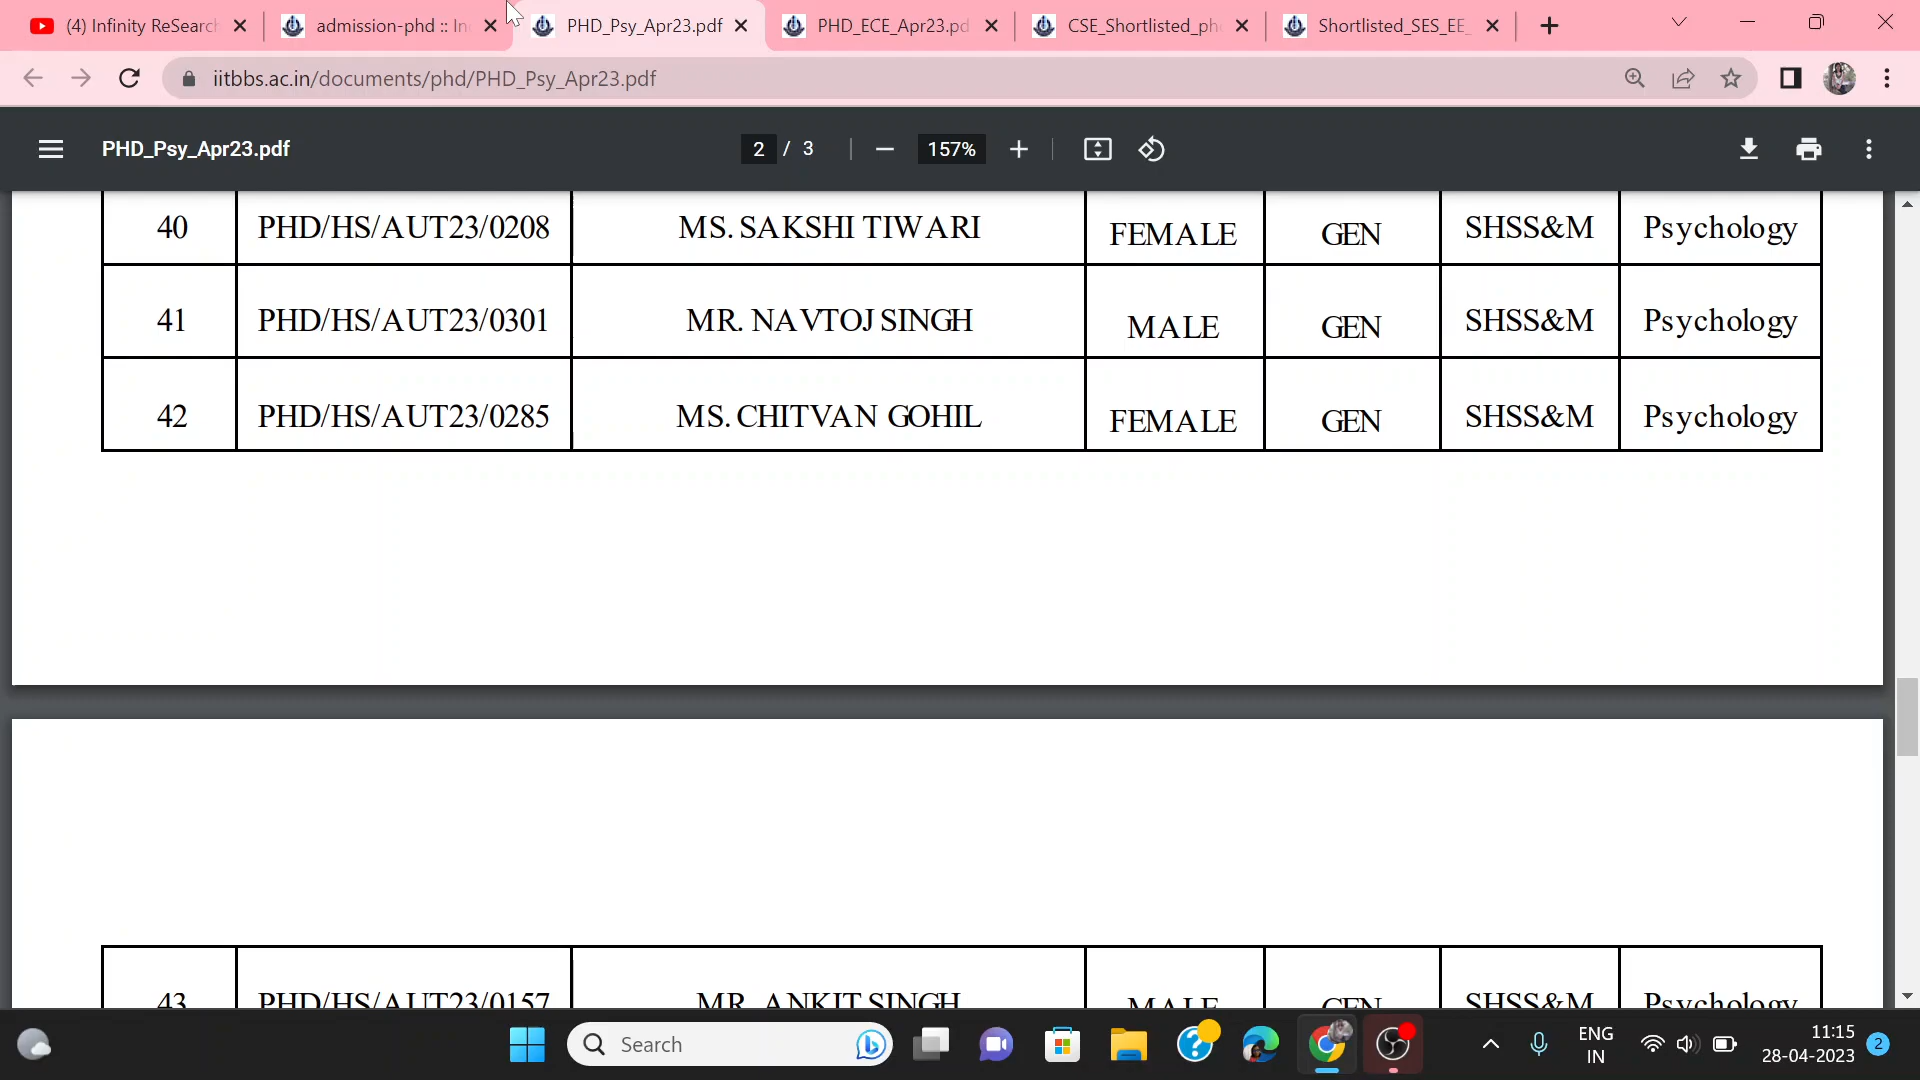 (4) Infinity ReSearch
admission-phd :: In
PHD_Psy_Apr23.pdf
PHD_ECE_Apr23.pd
CSE_Shortlisted_ph
Shortlisted_SES_EE_
iitbbs.ac.in/documents/phd/PHD_Psy_Apr23.pdf
PHD_Psy_Apr23.pdf 2 / 3 157%
40 PHD/HS/AUT23/0208 MS. SAKSHI TIWARI FEMALE GEN SHSS&M Psychology
41 PHD/HS/AUT23/0301 MR. NAVTOJ SINGH MALE GEN SHSS&M Psychology
42 PHD/HS/AUT23/0285 MS. CHITVAN GOHIL FEMALE GEN SHSS&M Psychology
43 PHD/HS/AUT23/0157 MR. ANKIT SINGH MALE GEN SHSS&M Psychology
Search
ENG
IN
11:15
28-04-2023
2